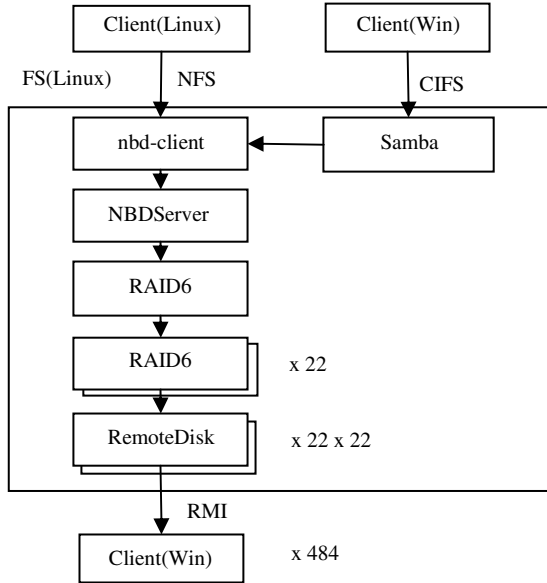 Client(Linux)
Client(Win)
FS(Linux)
NFS
CIFS
nbd-client
Samba
NBDServer
RAID6
RAID6
x 22
RemoteDisk
x 22 x 22
RMI
Client(Win)
x 484